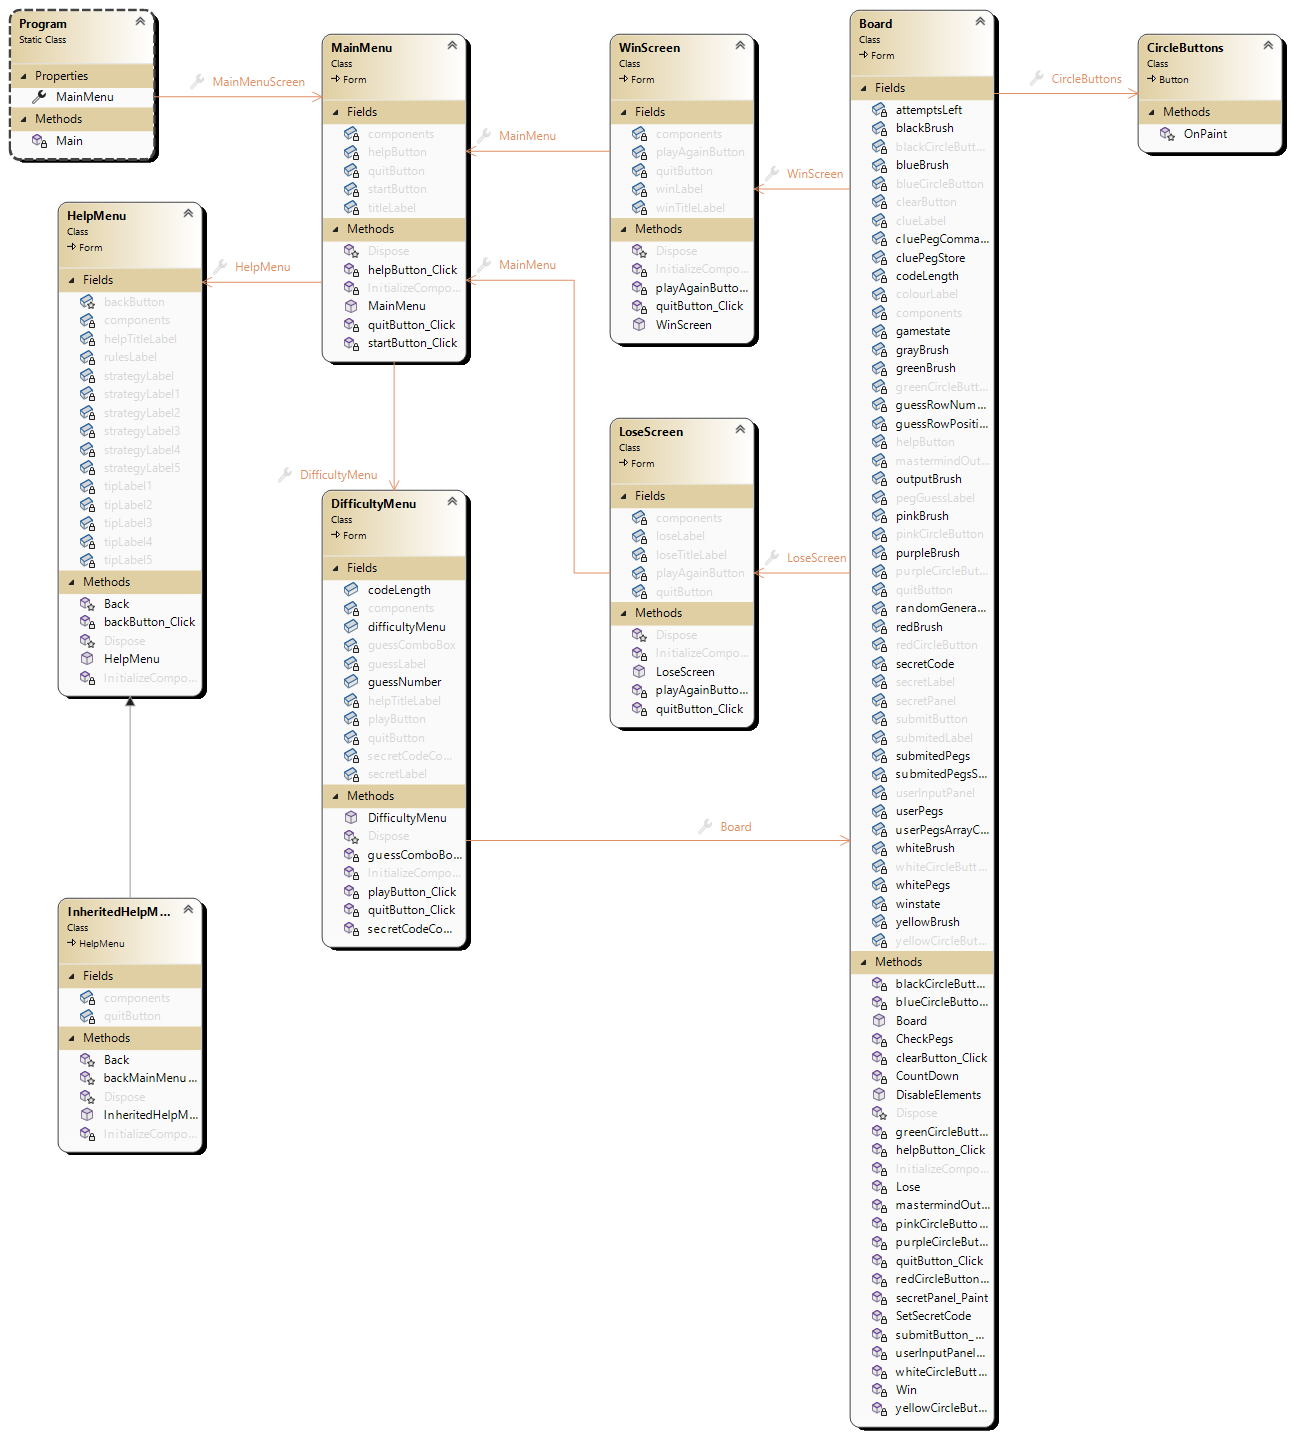 Program
Static Class
Properties
MainMenu
Methods
Main
MainMenuScreen
MainMenu
Class
Form
Fields
components
helpButton
quitButton
startButton
titleLabel
Methods
Dispose
helpButton_Click
InitializeCompo...
MainMenu
quitButton_Click
startButton_Click
MainMenu
MainMenu
WinScreen
Class
Form
Fields
components
playAgainButton
quitButton
winLabel
winTitleLabel
Methods
Dispose
InitializeCompo...
playAgainButto...
quitButton_Click
WinScreen
WinScreen
Board
Class
Form
Fields
attemptsLeft
blackBrush
blackCircleButt...
blueBrush
blueCircleButton
clearButton
clueLabel
cluePegComma...
cluePegStore
codeLength
colourLabel
components
gamestate
grayBrush
greenBrush
greenCircleButt...
guessRowNum...
guessRowPositi...
helpButton
mastermindOut...
outputBrush
pegGuessLabel
pinkBrush
pinkCircleButton
purpleBrush
purpleCircleBut...
quitButton
randomGenera...
redBrush
redCircleButton
secretCode
secretLabel
secretPanel
submitButton
submitedLabel
submitedPegs
submitedPegsS...
userInputPanel
userPegs
userPegsArrayC...
whiteBrush
whiteCircleButt...
whitePegs
winstate
yellowBrush
yellowCircleBut...
Methods
blackCircleButt...
blueCircleButto...
Board
CheckPegs
clearButton_Click
CountDown
DisableElements
Dispose
greenCircleButt...
helpButton_Click
InitializeCompo...
Lose
mastermindOut...
pinkCircleButto...
purpleCircleBut...
quitButton_Click
redCircleButton...
secretPanel_Paint
SetSecretCode
submitButton_...
userInputPanel...
whiteCircleButt...
Win
yellowCircleBut...
CircleButtons
CircleButtons
Class
Button
Methods
OnPaint
HelpMenu
HelpMenu
Class
Form
Fields
backButton
components
helpTitleLabel
rulesLabel
strategyLabel
strategyLabel1
strategyLabel2
strategyLabel3
strategyLabel4
strategyLabel5
tipLabel1
tipLabel2
tipLabel3
tipLabel4
tipLabel5
Methods
Back
backButton_Click
Dispose
HelpMenu
InitializeCompo...
LoseScreen
Class
Form
Fields
components
loseLabel
loseTitleLabel
playAgainButton
quitButton
Methods
Dispose
InitializeCompo...
LoseScreen
playAgainButto...
quitButton_Click
LoseScreen
DifficultyMenu
DifficultyMenu
Class
Form
Fields
codeLength
components
difficultyMenu
guessComboBox
guessLabel
guessNumber
helpTitleLabel
playButton
quitButton
secretCodeCo...
secretLabel
Methods
DifficultyMenu
Dispose
guessComboBo...
InitializeCompo...
playButton_Click
quitButton_Click
secretCodeCo...
Board
InheritedHelpM...
Class
HelpMenu
Fields
components
quitButton
Methods
Back
backMainMenu...
Dispose
InheritedHelpM...
InitializeCompo...